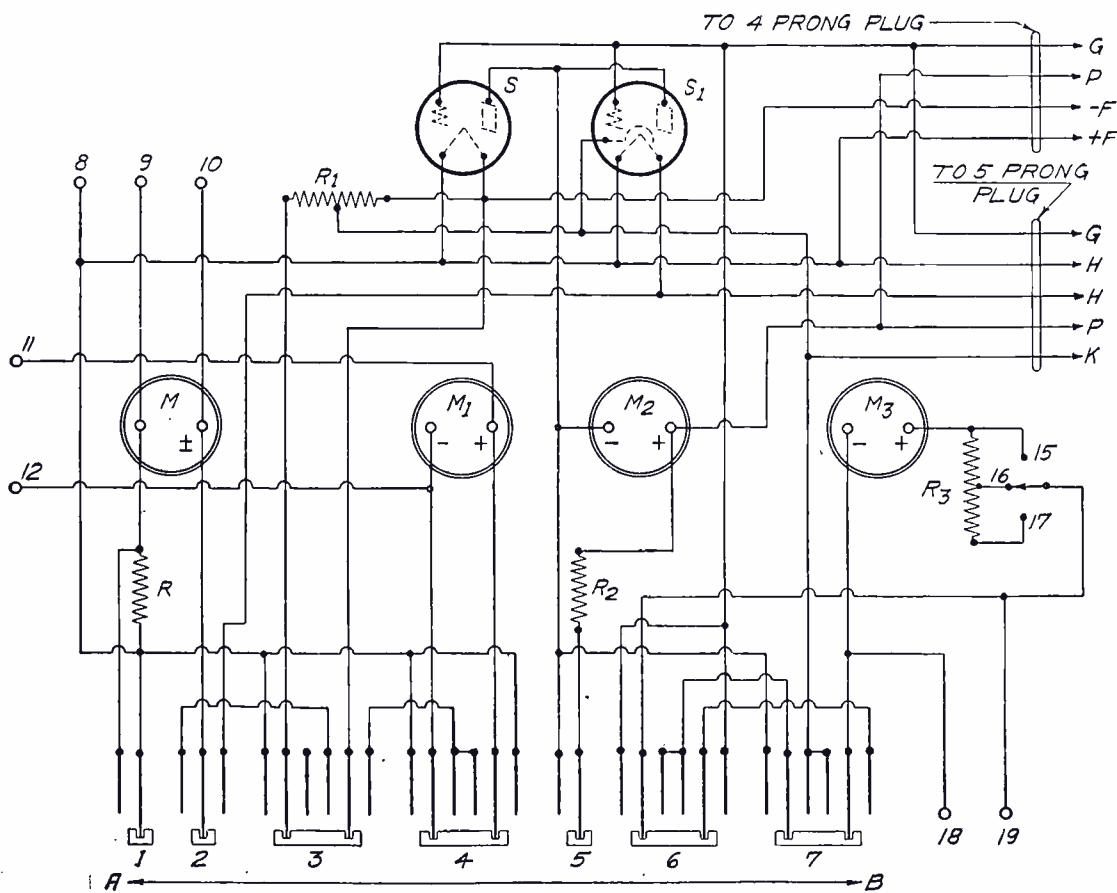 TO 4 PRONG PLUG
G
P
-F
+F
S
S1
8 9 10
R1
TO 5 PRONG
PLUG
G
H
H
P
K
11
M
±
M1
- +
M2
- +
M3
- +
12
15
16
17
R3
R
R2
1 2 3 4 5 6 7
18 19
A B